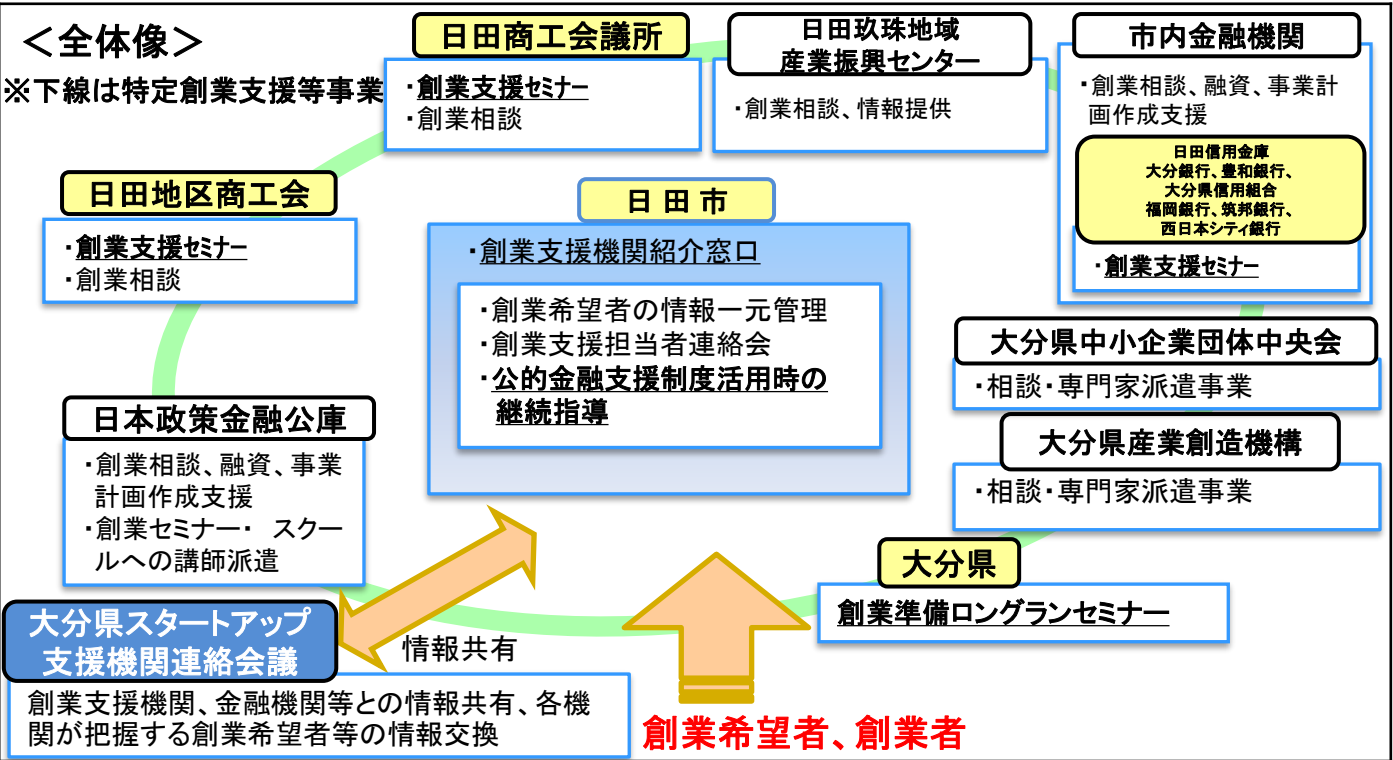 <全体像>
※下線は特定創業支援等事業
日田商工会議所
・創業支援ｾﾐﾅｰ
・創業相談
日田玖珠地域
産業振興センター
・創業相談、情報提供
市内金融機関
・創業相談、融資、事業計
画作成支援
日田信用金庫
大分銀行、豊和銀行、
大分県信用組合
福岡銀行、筑邦銀行、
西日本シティ銀行
・創業支援ｾﾐﾅｰ
日田地区商工会
・創業支援ｾﾐﾅｰ
・創業相談
日 田 市
・創業支援機関紹介窓口
・創業希望者の情報一元管理
・創業支援担当者連絡会
・公的金融支援制度活用時の
継続指導
大分県中小企業団体中央会
・相談・専門家派遣事業
大分県産業創造機構
・相談・専門家派遣事業
日本政策金融公庫
・創業相談、融資、事業
計画作成支援
・創業セミナー・ スクー
ルへの講師派遣
大分県
創業準備ロングランセミナー
大分県スタートアップ
支援機関連絡会議
情報共有
創業支援機関、金融機関等との情報共有、各機
関が把握する創業希望者等の情報交換
創業希望者、創業者